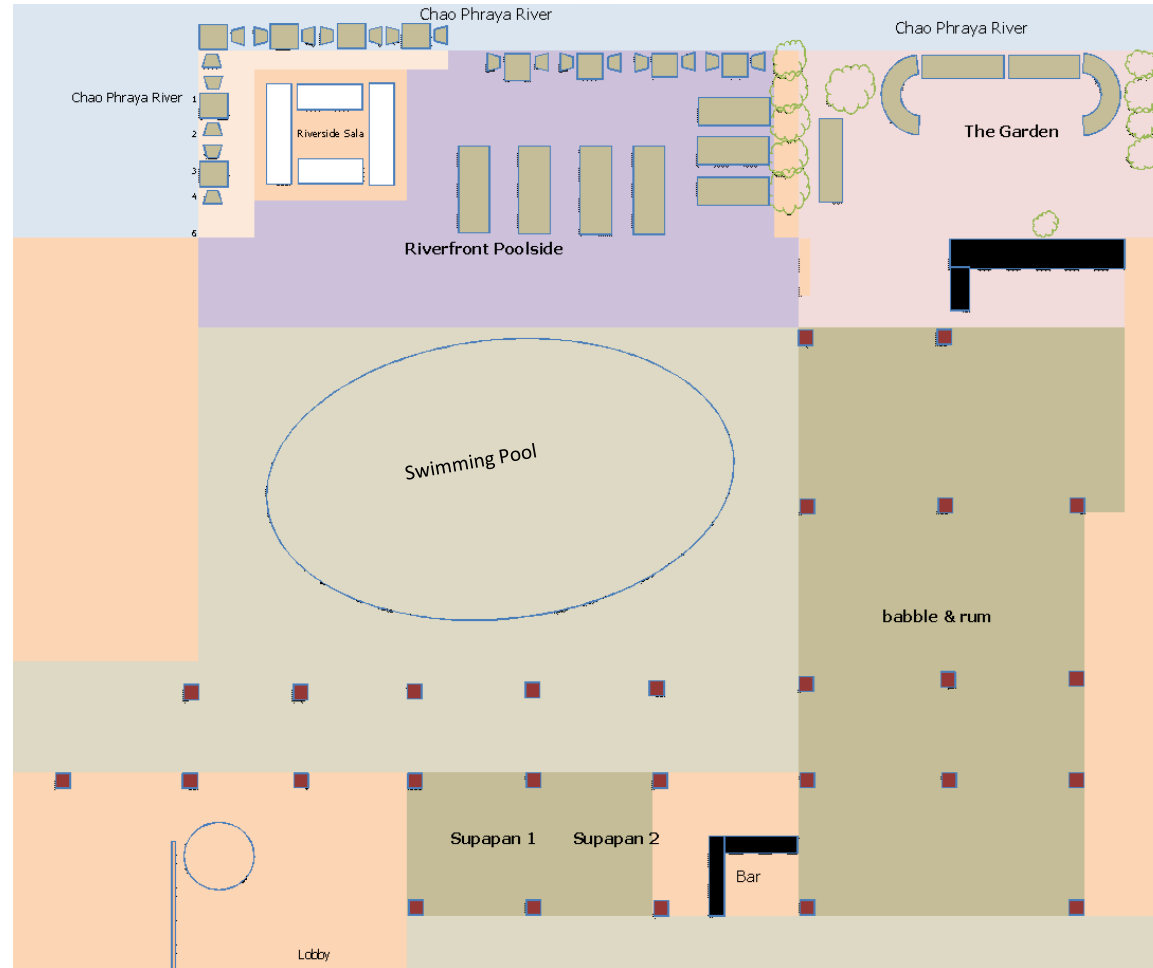 Chao Phraya River
Chao Phraya River
Chao Phraya River
1
2
3
4
6
Riverside Sala
The Garden
Riverfront Poolside
Swimming Pool
babble & rum
Supapan 1
Supapan 2
Bar
Lobby